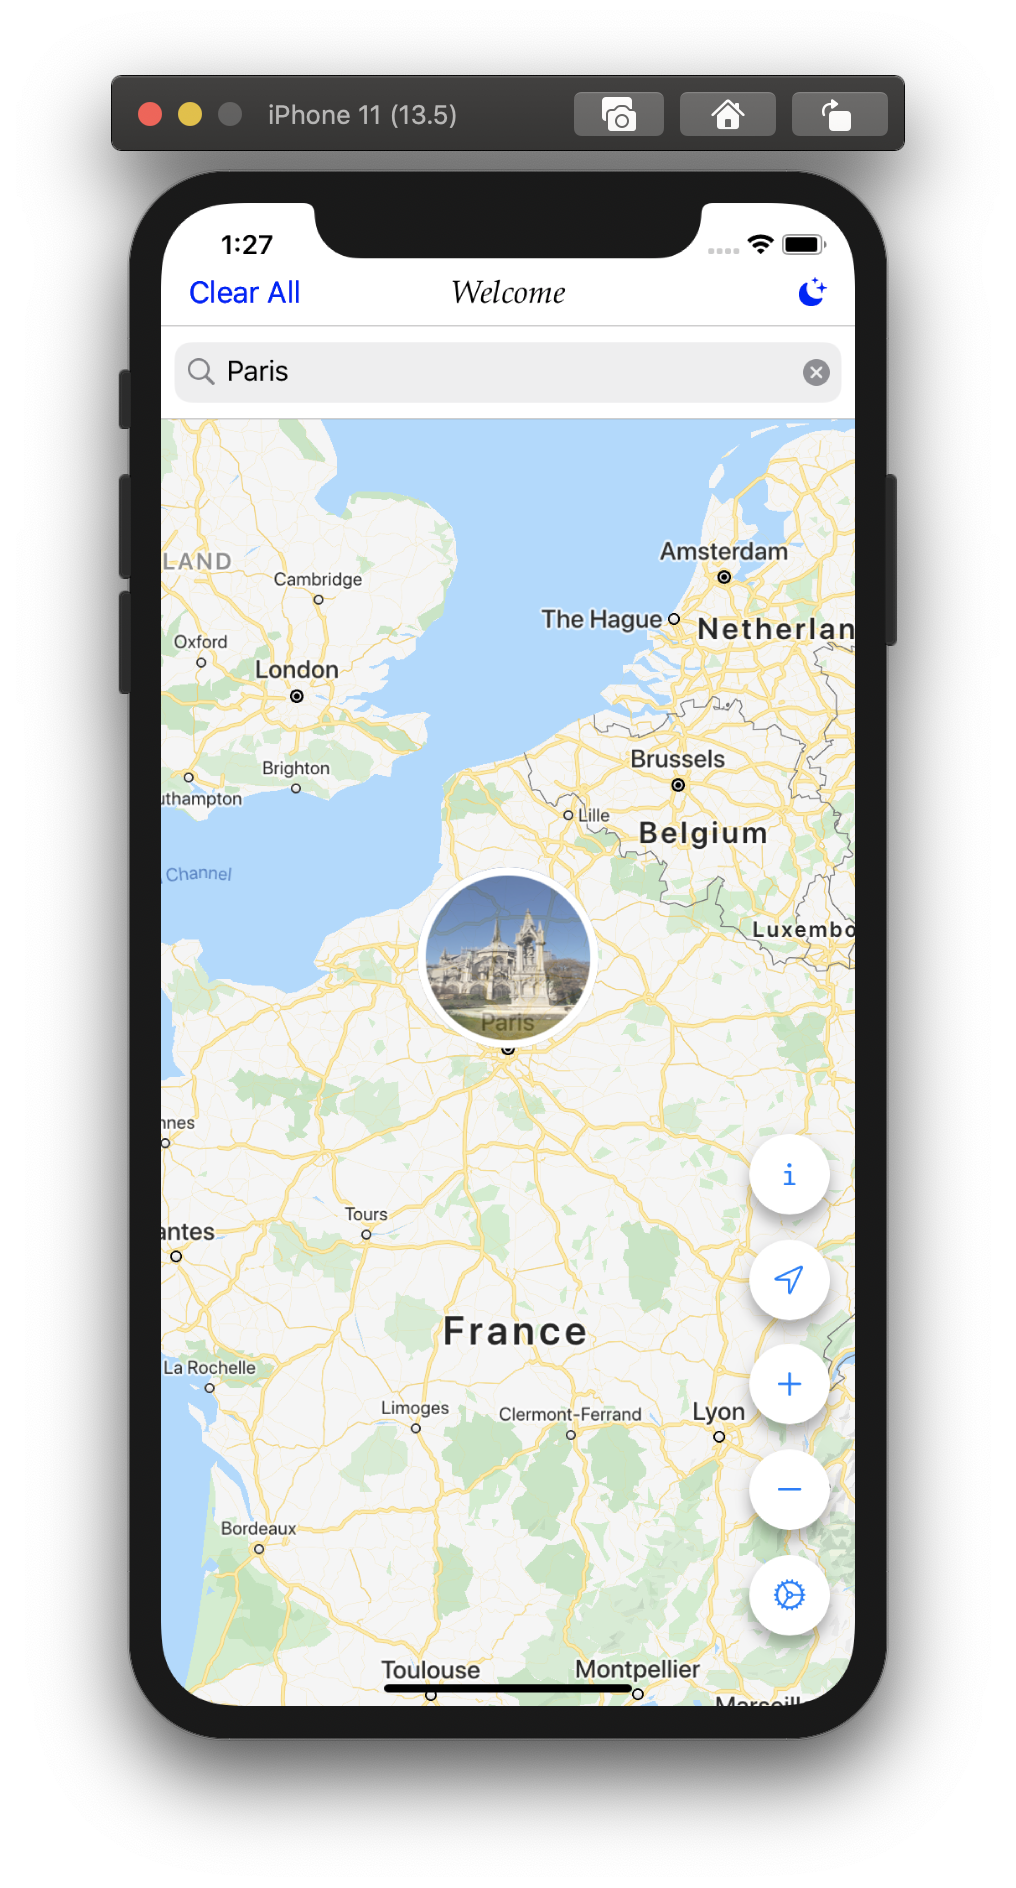 iPhone 11 (13.5)
1:27
Clear All
Welcome
Paris
Amsterdam
LAND
Cambridge
The Hague
Netherlan
Oxford
London
Brussels
Brighton
uthampton
Lille
Belgium
Channel
Luxembo
Paris
nnes
i
Tours
antes
France
La Rochelle
Limoges
Clermont-Ferrand
Lyon
Bordeaux
Toulouse
Montpellier
Marseill